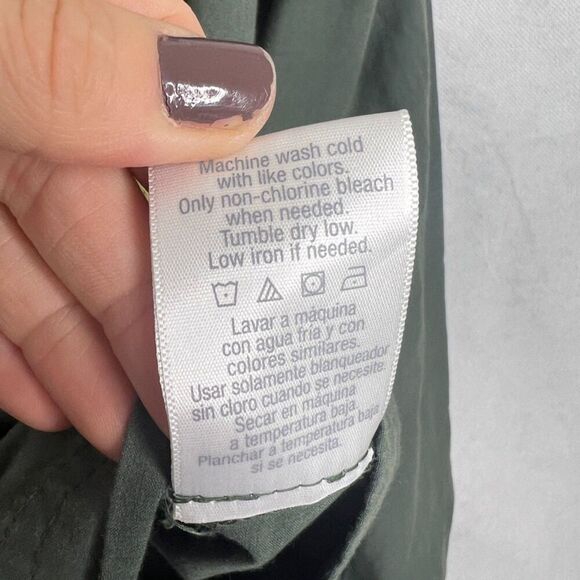 Machine wash cold
with like colors.
Only non-chlorine bleach
when needed.
Tumble dry low.
Low iron if needed.
Lavar a máquina
con agua fría y con
colores similares.
Usar solamente blanqueador
sin cloro cuando se necesite.
Secar en máquina
a temperatura baja
Planchar a temperatura baja
si se necesita.